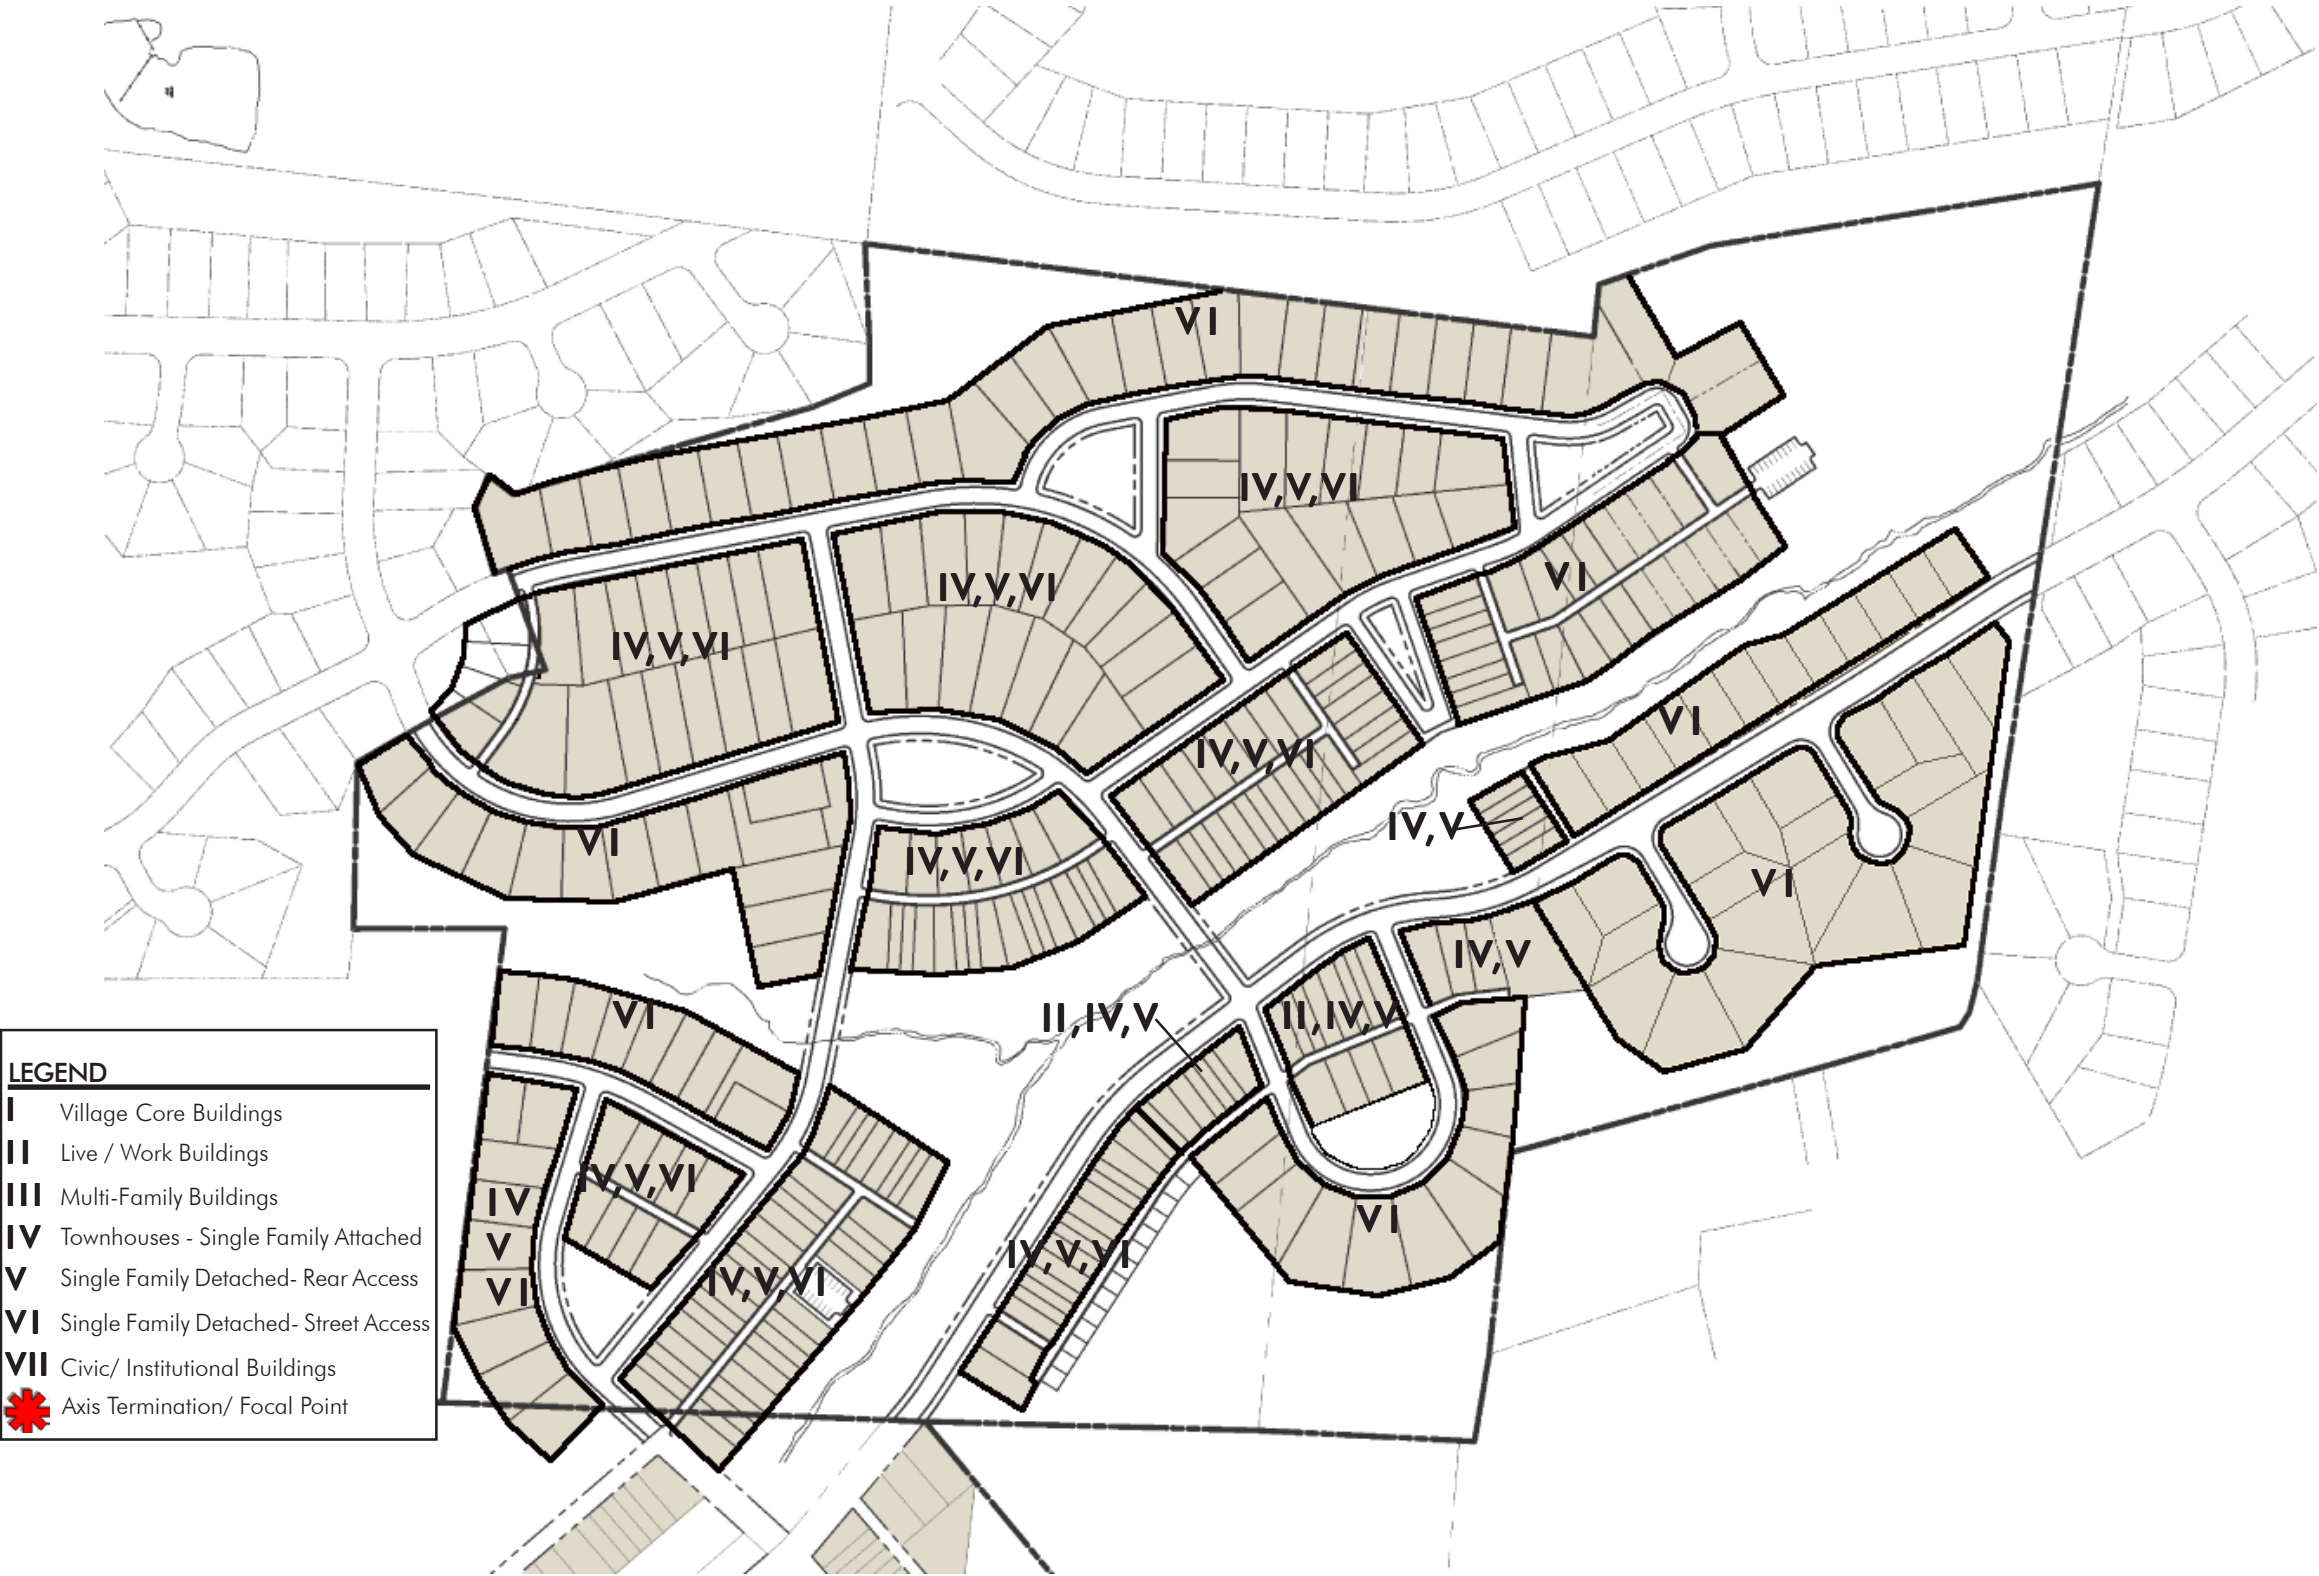 VI
IV,V,VI
IV,V,VI
VI
IV,V,VI
VI
IV,V,VI
IV,V
VI
IV,V,VI
VI
IV,V
VI
II,IV,V
II,IV,V
IV,V,VI
IV
V
VI
VI
IV,V,VI
IV,V,VI
LEGEND
I Village Core Buildings
II Live / Work Buildings
III Multi-Family Buildings
IV Townhouses - Single Family Attached
V Single Family Detached- Rear Access
VI Single Family Detached- Street Access
VII Civic/ Institutional Buildings
Axis Termination/ Focal Point